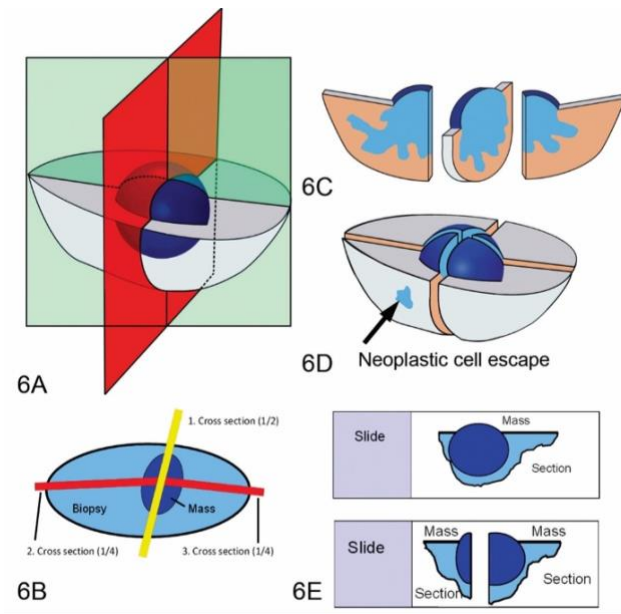 6A
6C
6D
Neoplastic cell escape
6B
1. Cross section (1/2)
Biopsy
Mass
2. Cross section (1/4)
3. Cross section (1/4)
6E
Slide
Mass
Section
Slide
Mass
Mass
Section
Section